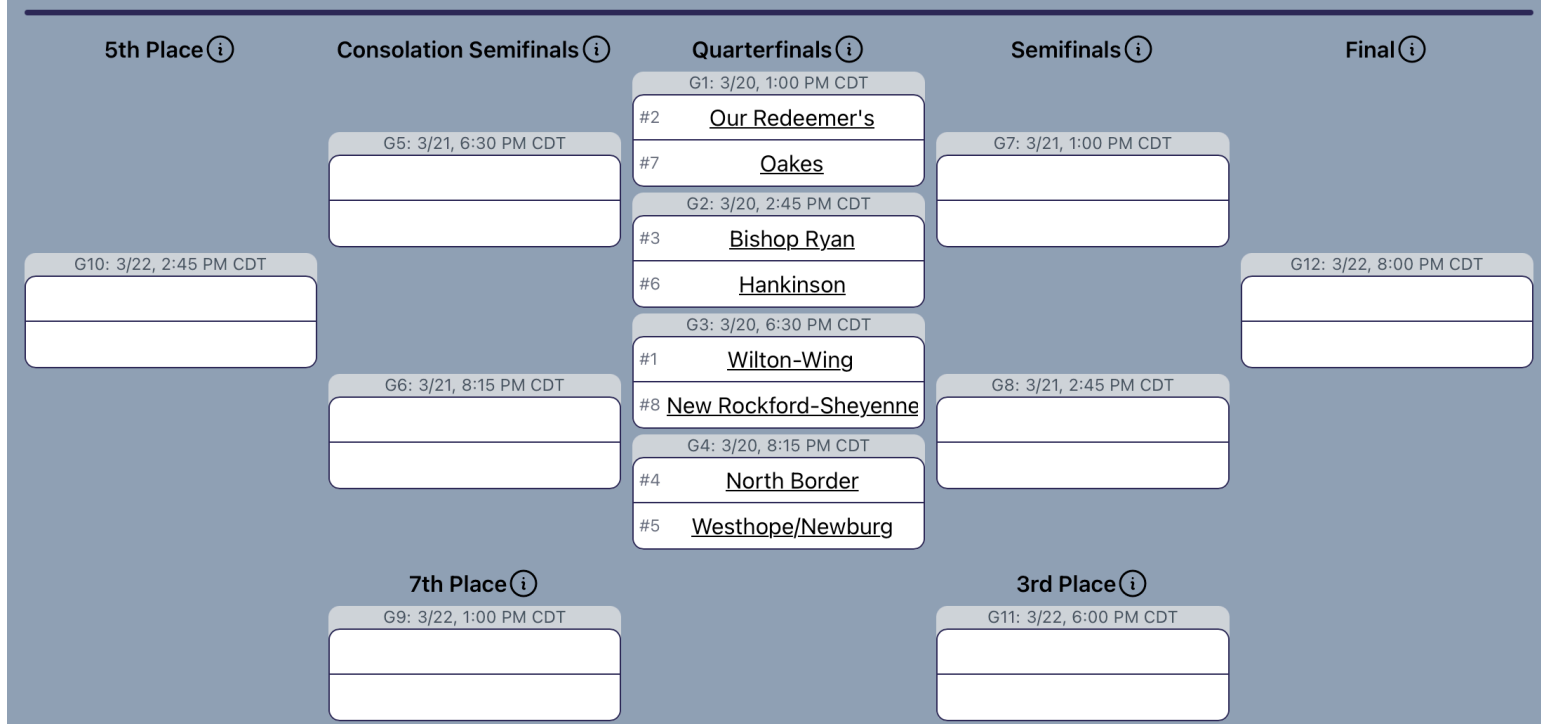 5th Place
Consolation Semifinals
Quarterfinals
Semifinals
Final
G1: 3/20, 1:00 PM CDT
#2 Our Redeemer's
#7 Oakes
G5: 3/21, 6:30 PM CDT
G7: 3/21, 1:00 PM CDT
G2: 3/20, 2:45 PM CDT
#3 Bishop Ryan
#6 Hankinson
G10: 3/22, 2:45 PM CDT
G12: 3/22, 8:00 PM CDT
G3: 3/20, 6:30 PM CDT
#1 Wilton-Wing
#8 New Rockford-Sheyenne
G6: 3/21, 8:15 PM CDT
G8: 3/21, 2:45 PM CDT
G4: 3/20, 8:15 PM CDT
#4 North Border
#5 Westhope/Newburg
7th Place
3rd Place
G9: 3/22, 1:00 PM CDT
G11: 3/22, 6:00 PM CDT